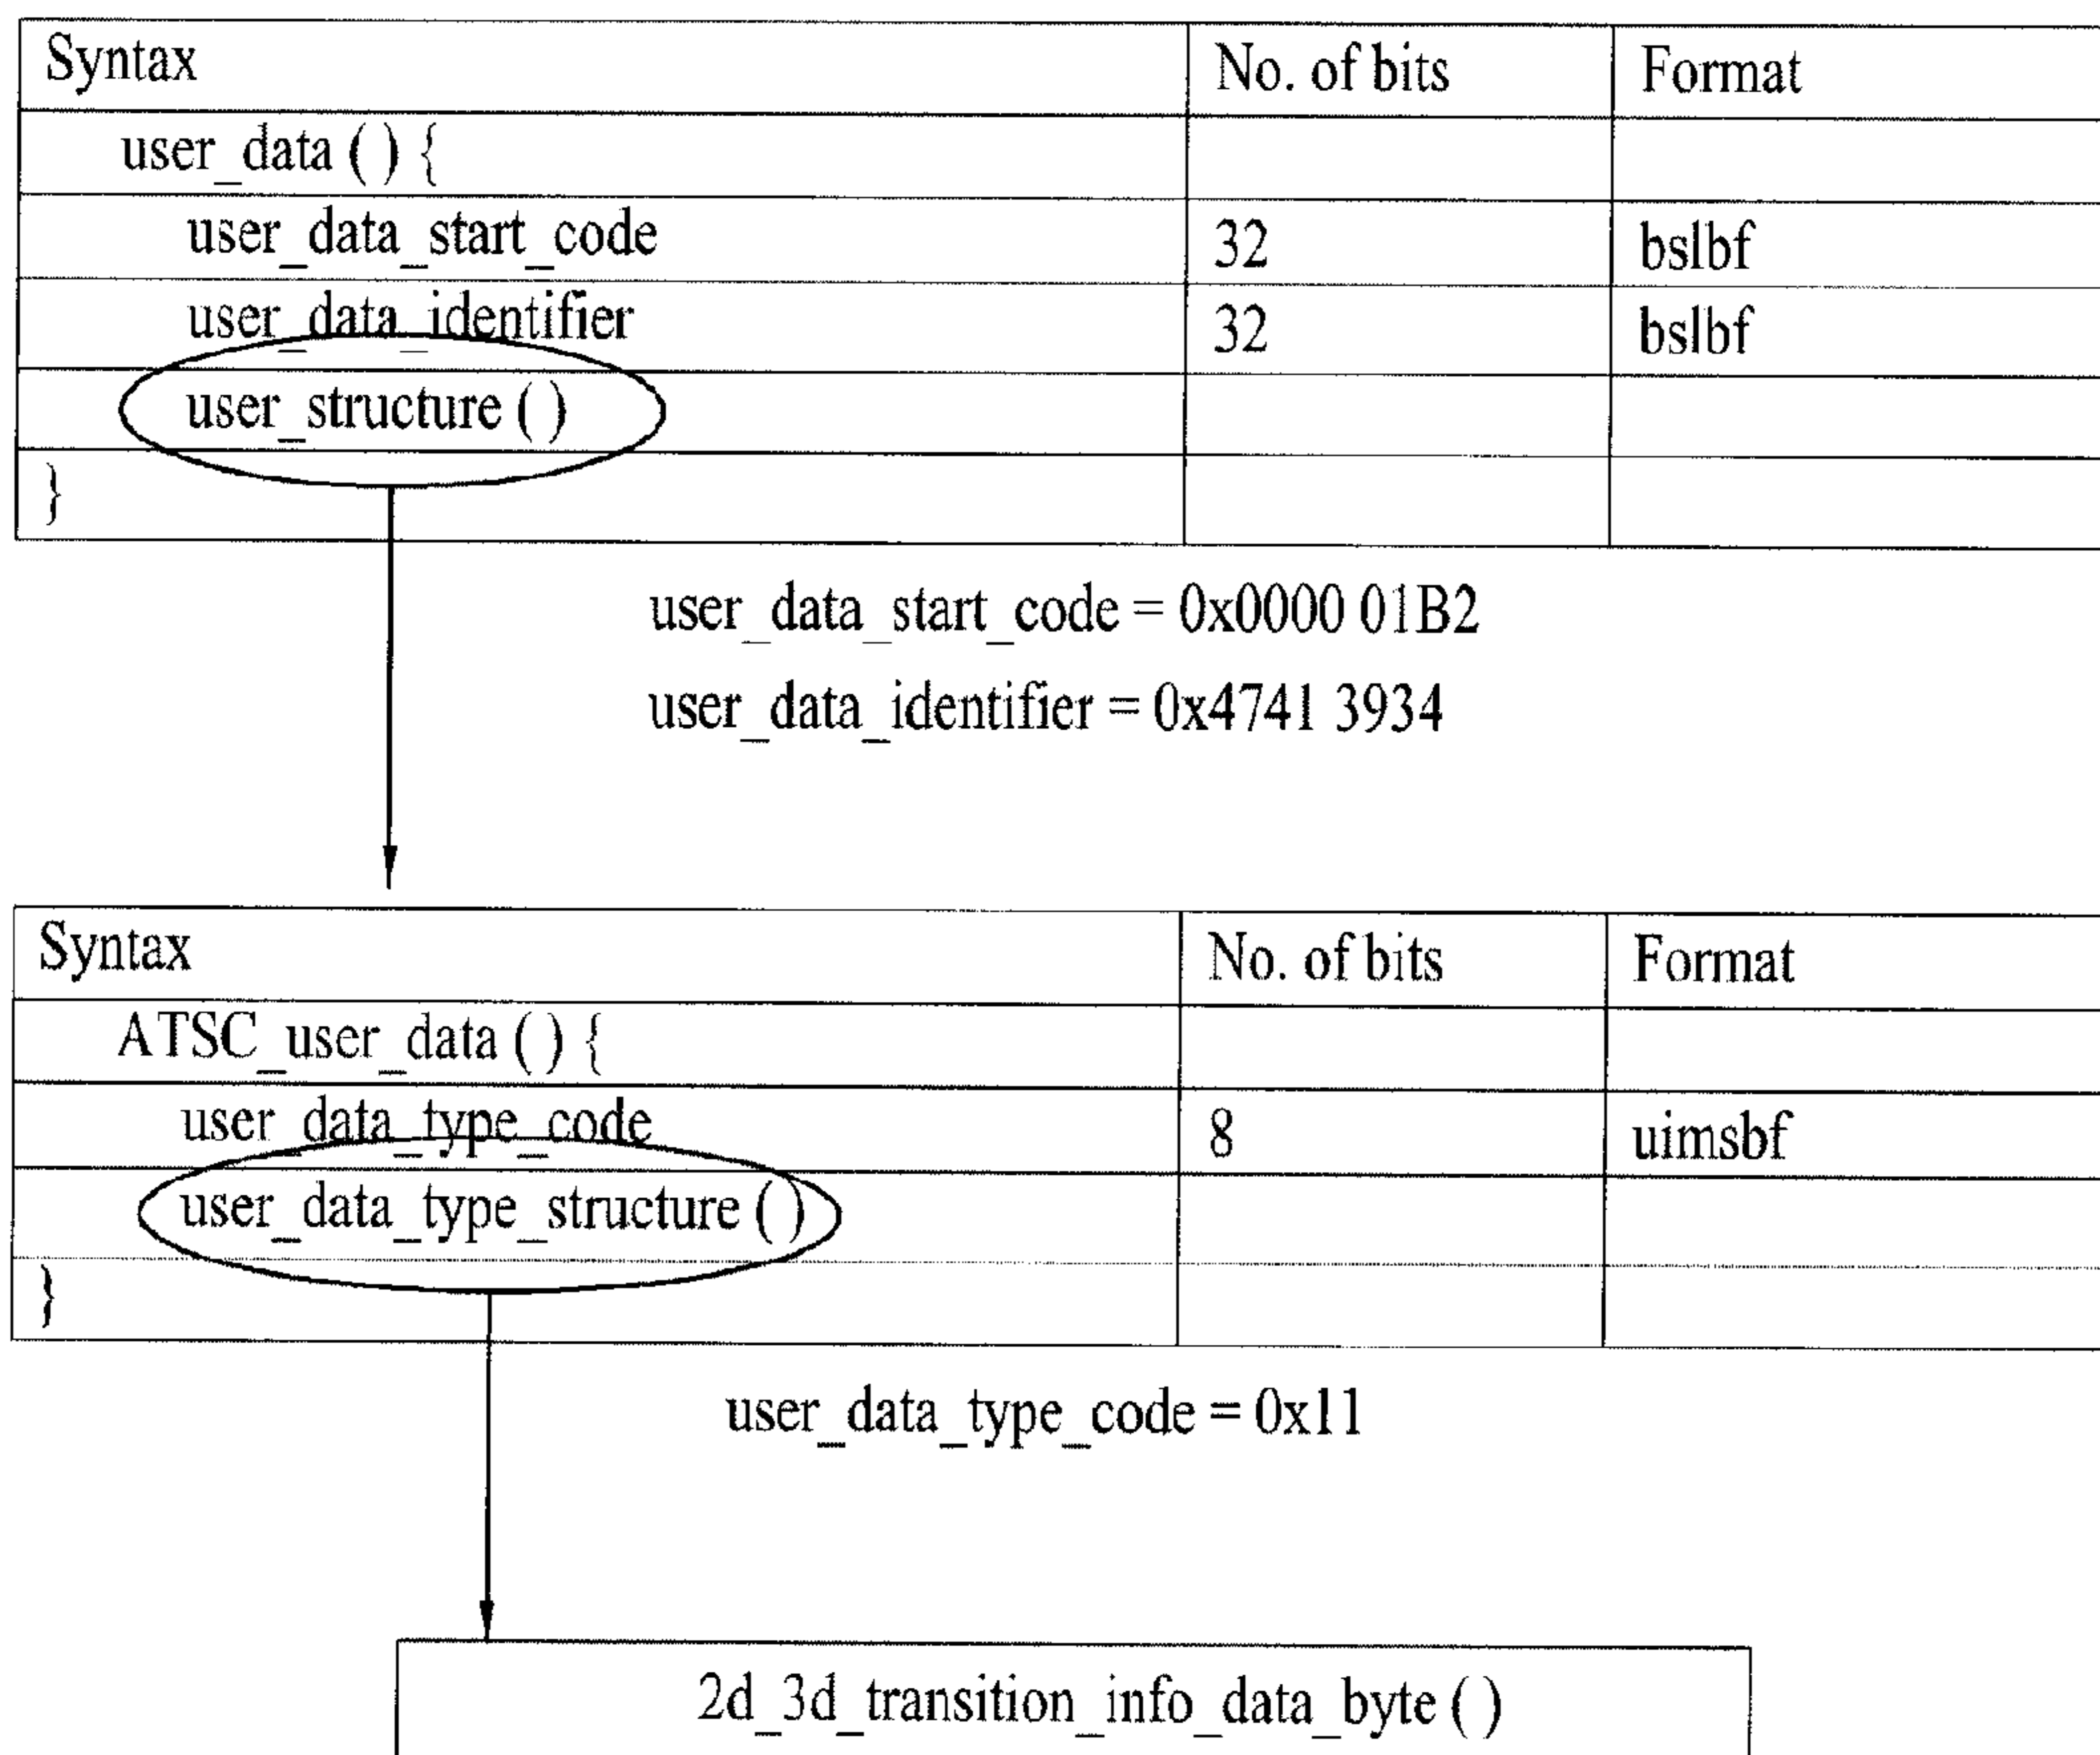 Syntax No. of bits Format
user_data ( ) {
user_data_start_code 32 bslbf
user_data_identifier 32 bslbf
user_structure ( )
}
user_data_start_code = 0x0000 01B2
user_data_identifier = 0x4741 3934
Syntax No. of bits Format
ATSC_user_data ( ) {
user_data_type_code 8 uimsbf
user_data_type_structure ( )
}
user_data_type_code = 0x11
2d_3d_transition_info_data_byte ( )